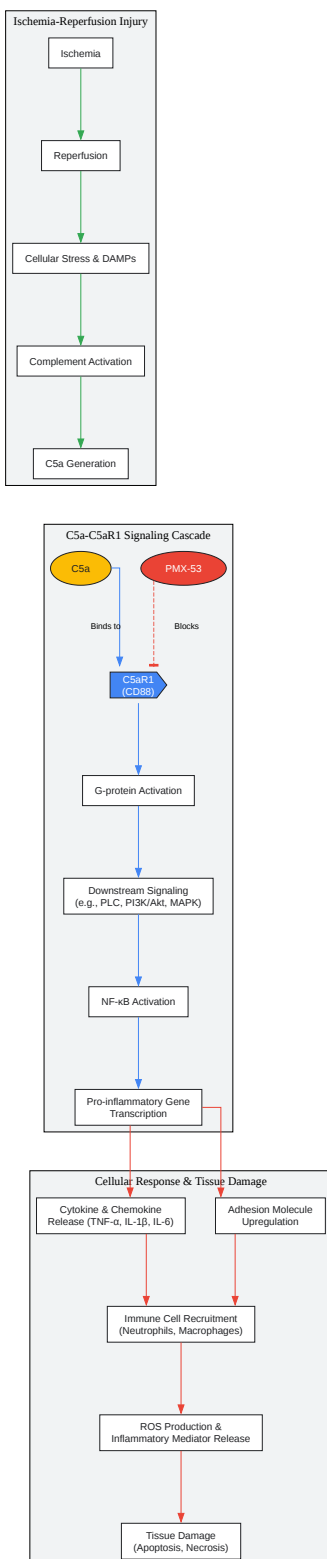 Ischemia-Reperfusion Injury
Ischemia
Reperfusion
Cellular Stress & DAMPs
Complement Activation
C5a Generation
C5a-C5aR1 Signaling Cascade
C5a
PMX-53
Binds to
Blocks
C5aR1
(CD88)
G-protein Activation
Downstream Signaling
(e.g., PLC, PI3K/Akt, MAPK)
NF-κB Activation
Pro-inflammatory Gene
Transcription
Cellular Response & Tissue Damage
Cytokine & Chemokine
Release (TNF-α, IL-1β, IL-6)
Adhesion Molecule
Upregulation
Immune Cell Recruitment
(Neutrophils, Macrophages)
ROS Production &
Inflammatory Mediator Release
Tissue Damage
(Apoptosis, Necrosis)